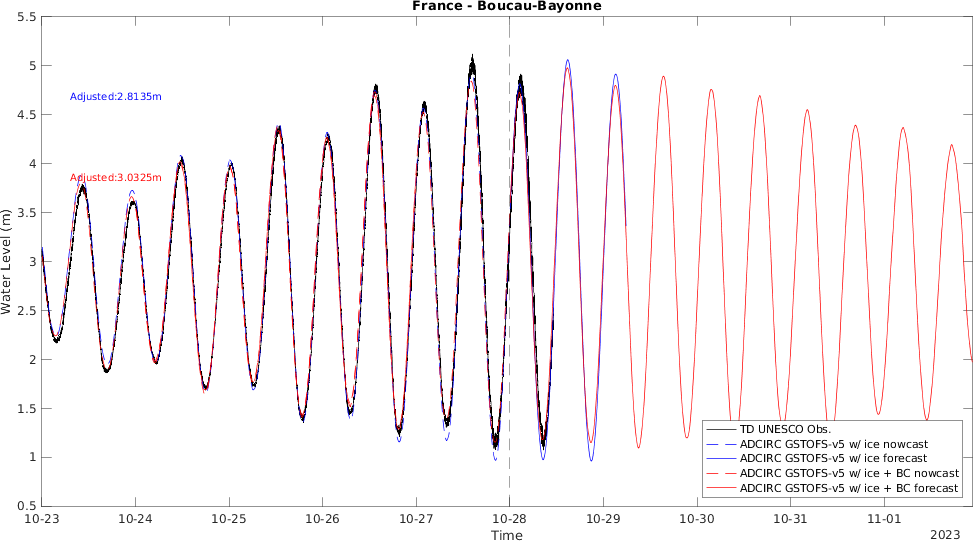 France - Boucau-Bayonne
5.5
5
4.5
4
3.5
3
2.5
2
1.5
1
0.5
Water Level (m)
Adjusted:2.8135m
Adjusted:3.0325m
TD UNESCO Obs.
ADCIRC GSTOFS-v5 w/ ice nowcast
ADCIRC GSTOFS-v5 w/ ice forecast
ADCIRC GSTOFS-v5 w/ ice + BC nowcast
ADCIRC GSTOFS-v5 w/ ice + BC forecast
10-23 10-24 10-25 10-26 10-27 10-28 10-29 10-30 10-31 11-01
Time
2023